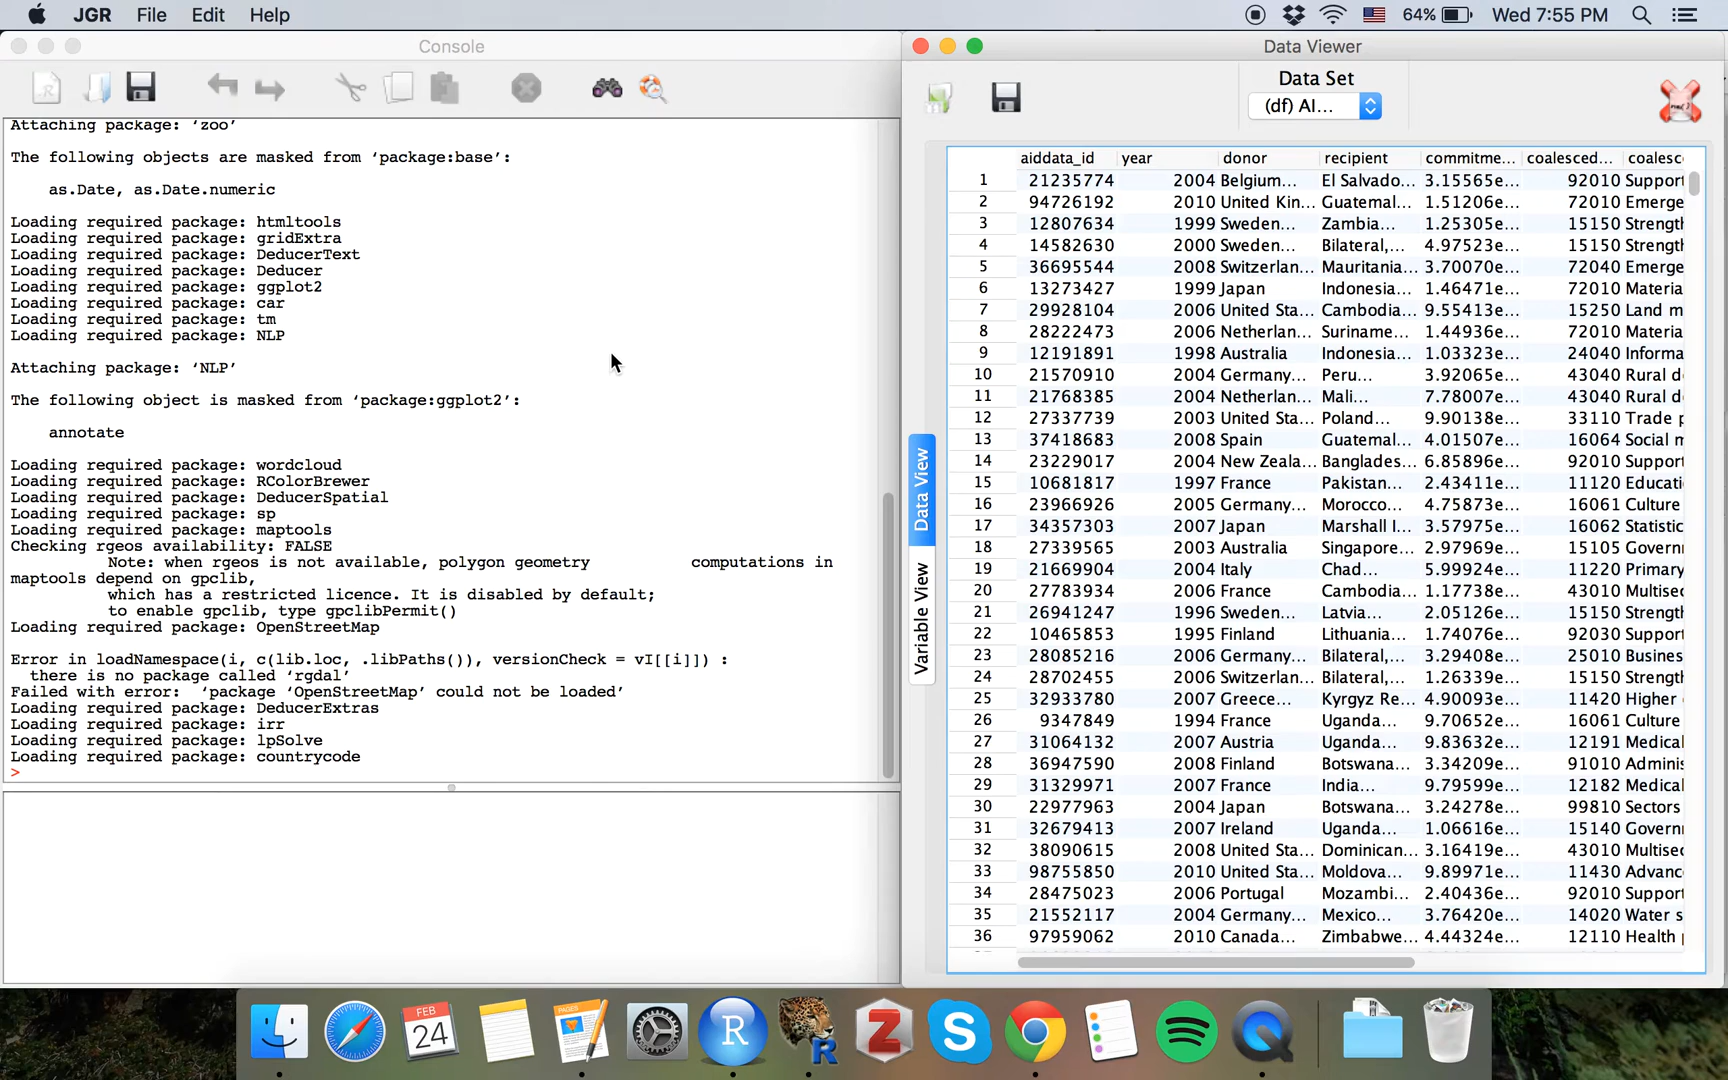 JGR File Edit Help
64% Wed 7:55 PM
Console
Attaching package: ‘zoo’
The following objects are masked from ‘package:base’:
as.Date, as.Date.numeric
Loading required package: htmltools
Loading required package: gridExtra
Loading required package: DeducerText
Loading required package: Deducer
Loading required package: ggplot2
Loading required package: car
Loading required package: tm
Loading required package: NLP
Attaching package: ‘NLP’
The following object is masked from ‘package:ggplot2’:
annotate
Loading required package: wordcloud
Loading required package: RColorBrewer
Loading required package: DeducerSpatial
Loading required package: sp
Loading required package: maptools
Checking rgeos availability: FALSE
Note: when rgeos is not available, polygon geometry computations in
maptools depend on gpclib,
which has a restricted licence. It is disabled by default;
to enable gpclib, type gpclibPermit()
Loading required package: OpenStreetMap
Error in loadNamespace(i, c(lib.loc, .libPaths()), versionCheck = vI[[i]]) :
there is no package called ‘rgdal’
Failed with error: ‘package ‘OpenStreetMap’ could not be loaded’
Loading required package: DeducerExtras
Loading required package: irr
Loading required package: lpSolve
Loading required package: countrycode
>
Data Viewer
Data Set
(df) AI...
Data View
Variable View
aiddata_id year donor recipient commitme... coalesced... coalesc
1 21235774 2004 Belgium... El Salvado... 3.15565e... 92010 Support
2 94726192 2010 United Kin... Guatemal... 1.51206e... 72010 Emerge
3 12807634 1999 Sweden... Zambia... 1.25305e... 15150 Strength
4 14582630 2000 Sweden... Bilateral,... 4.97523e... 15150 Strength
5 36695544 2008 Switzerlan... Mauritania... 3.70070e... 72040 Emerge
6 13273427 1999 Japan Indonesia... 1.46471e... 72010 Materia
7 29928104 2006 United Sta... Cambodia... 9.55413e... 15250 Land m
8 28222473 2006 Netherlan... Suriname... 1.44936e... 72010 Materia
9 12191891 1998 Australia Indonesia... 1.03323e... 24040 Informa
10 21570910 2004 Germany... Peru... 3.92065e... 43040 Rural d
11 21768385 2004 Netherlan... Mali... 7.78007e... 43040 Rural d
12 27337739 2003 United Sta... Poland... 9.90138e... 33110 Trade p
13 37418683 2008 Spain Guatemal... 4.01507e... 16064 Social m
14 23229017 2004 New Zeala... Banglades... 6.85896e... 92010 Support
15 10681817 1997 France Pakistan... 2.43411e... 11120 Educati
16 23966926 2005 Germany... Morocco... 4.75873e... 16061 Culture
17 34357303 2007 Japan Marshall I... 3.57975e... 16062 Statistic
18 27339565 2003 Australia Singapore... 2.97969e... 15105 Govern
19 21669904 2004 Italy Chad... 5.99924e... 11220 Primary
20 27783934 2006 France Cambodia... 1.17738e... 43010 Multised
21 26941247 1996 Sweden... Latvia... 2.05126e... 15150 Strength
22 10465853 1995 Finland Lithuania... 1.74076e... 92030 Support
23 28085216 2006 Germany... Bilateral,... 3.29408e... 25010 Busines
24 28702455 2006 Switzerlan... Bilateral,... 1.26339e... 15150 Strength
25 32933780 2007 Greece... Kyrgyz Re... 4.90093e... 11420 Higher
26 9347849 1994 France Uganda... 9.70652e... 16061 Culture
27 31064132 2007 Austria Uganda... 9.83632e... 12191 Medical
28 36947590 2008 Finland Botswana... 3.34209e... 91010 Adminis
29 31329971 2007 France India... 9.79599e... 12182 Medical
30 22977963 2004 Japan Botswana... 3.24278e... 99810 Sectors
31 32679413 2007 Ireland Uganda... 1.06616e... 15140 Govern
32 38090615 2008 United Sta... Dominican... 3.16419e... 43010 Multised
33 98755850 2010 United Sta... Moldova... 9.89971e... 11430 Advanc
34 28475023 2006 Portugal Mozambi... 2.40436e... 92010 Support
35 21552117 2004 Germany... Mexico... 3.76420e... 14020 Water s
36 97959062 2010 Canada... Zimbabwe... 4.44324e... 12110 Health p
FEB
24
PAGES
R
R
Z
S